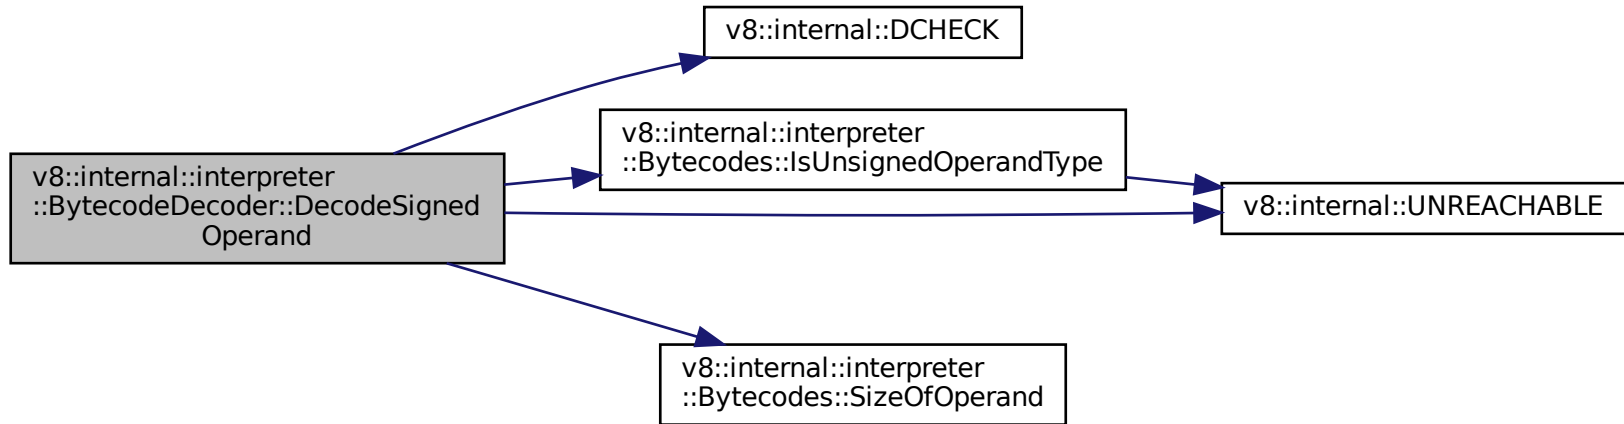 v8::internal::DCHECK
v8::internal::interpreter
::Bytecodes::IsUnsignedOperandType
v8::internal::interpreter
::BytecodeDecoder::DecodeSigned
Operand
v8::internal::UNREACHABLE
v8::internal::interpreter
::Bytecodes::SizeOfOperand